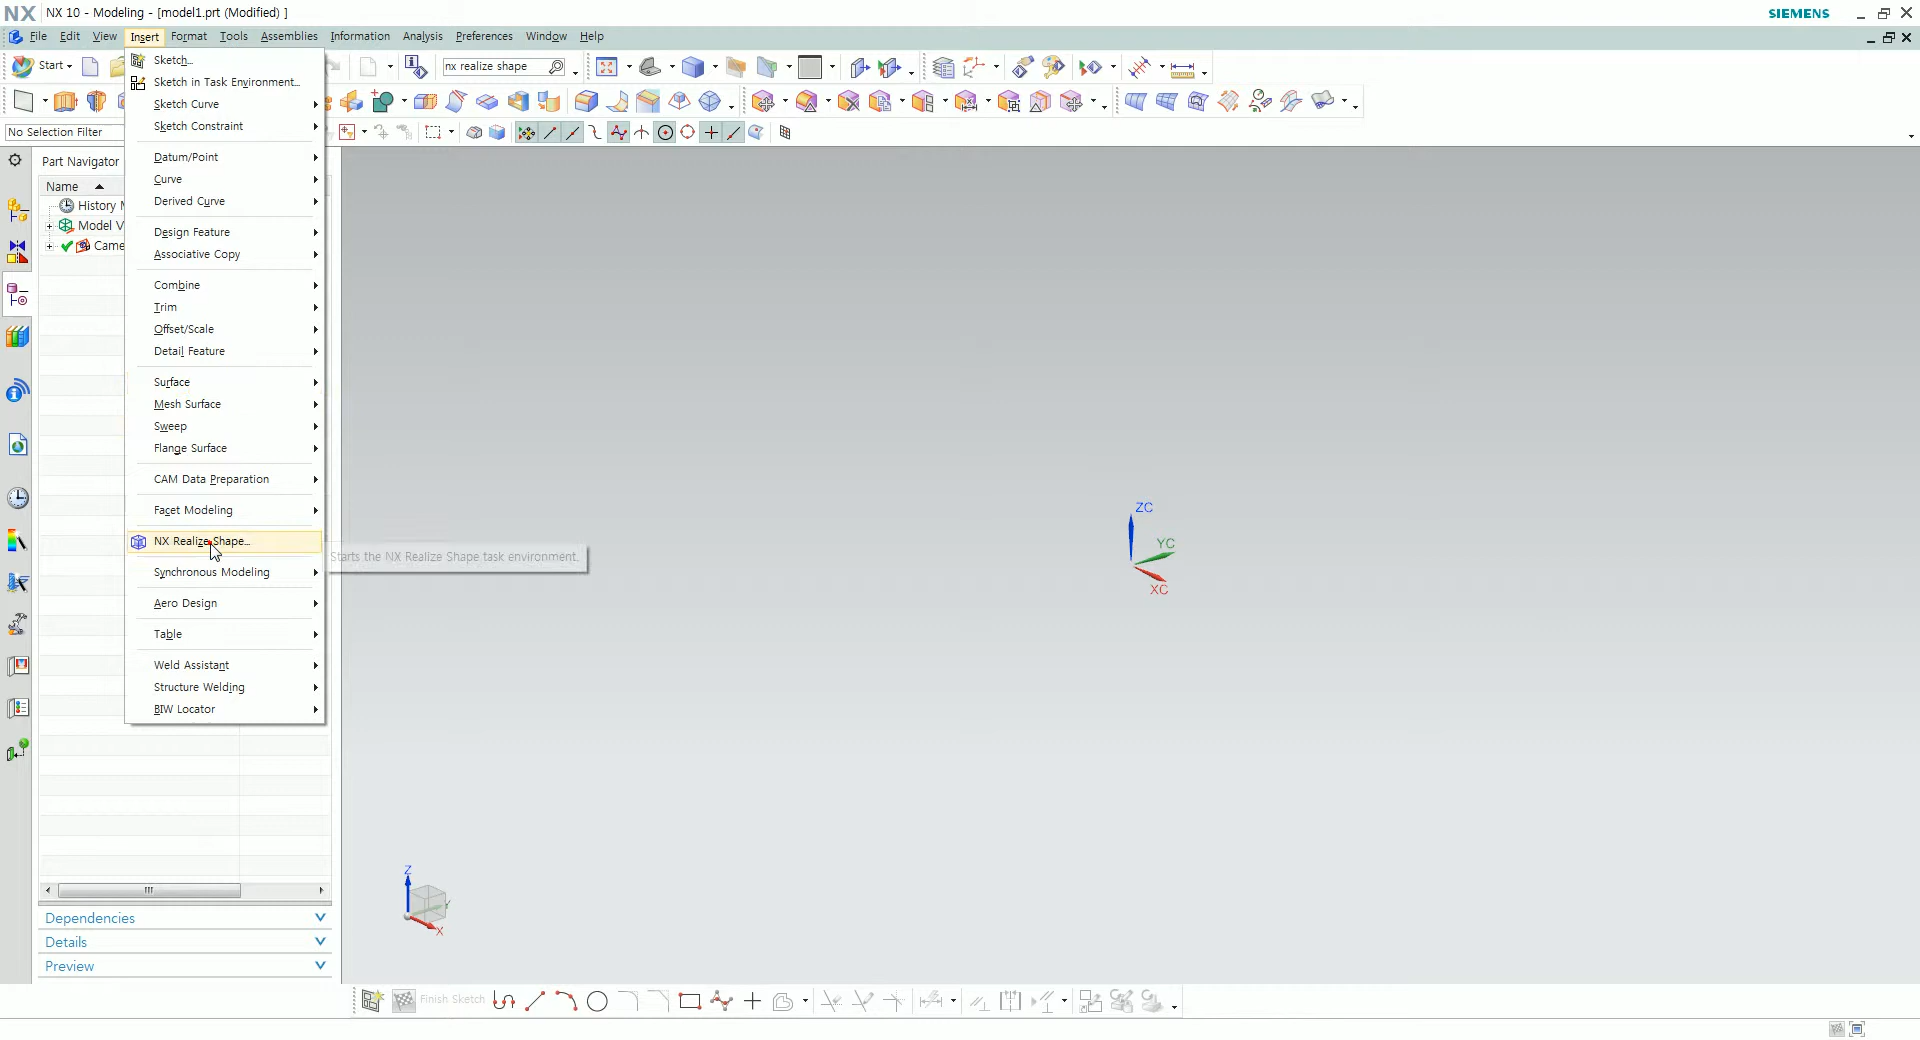 NX NX 10 - Modeling - [model1.prt (Modified) ] SIEMENS
File Edit View Insert Format Tools Assemblies Information Analysis Preferences Window Help
Start nx realize shape
No Selection Filter
Part Navigator
Name
History
Model V
Came
Sketch...
Sketch in Task Environment...
Sketch Curve
Sketch Constraint
Datum/Point
Curve
Derived Curve
Design Feature
Associative Copy
Combine
Trim
Offset/Scale
Detail Feature
Surface
Mesh Surface
Sweep
Flange Surface
CAM Data Preparation
Facet Modeling
NX Realize Shape...
Starts the NX Realize Shape task environment.
Synchronous Modeling
Aero Design
Table
Weld Assistant
Structure Welding
BIW Locator
ZC
YC
XC
Z
Y
X
Dependencies
Details
Preview
Finish Sketch